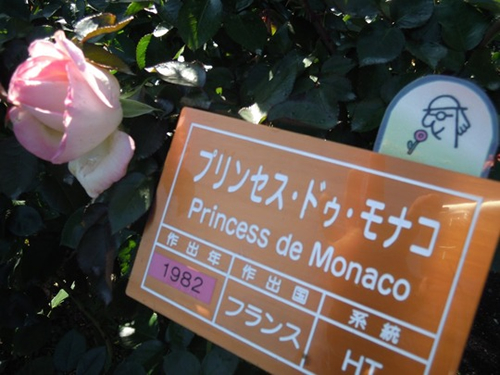 プリンセス・ドゥ・モナコ
Princess de Monaco
作出年 作出国 系統
1982 フランス HT